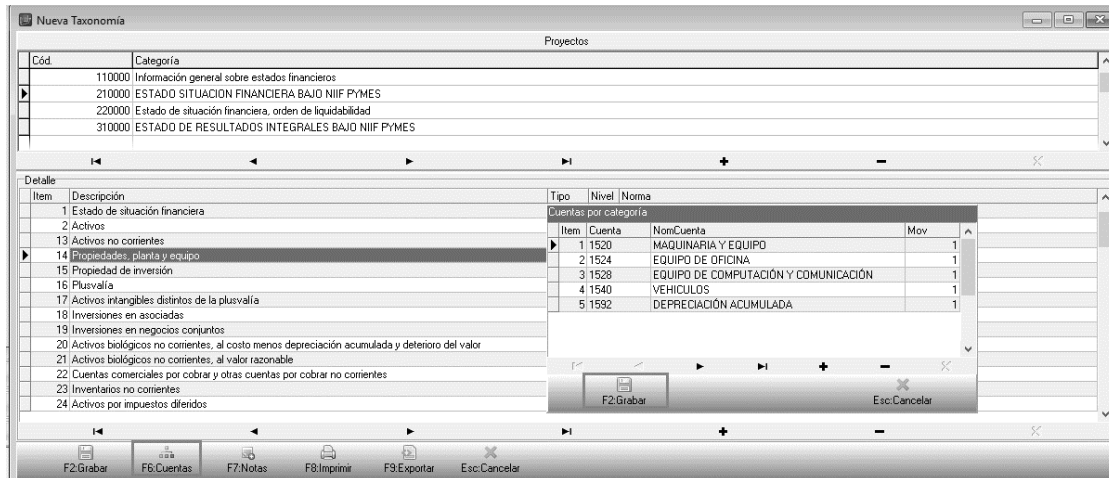 Nueva Taxonomía
Proyectos
Cód. Categoría
110000 Información general sobre estados financieros
210000 ESTADO SITUACION FINANCIERA BAJO NIIF PYMES
220000 Estado de situación financiera, orden de liquidabilidad
310000 ESTADO DE RESULTADOS INTEGRALES BAJO NIIF PYMES
Detalle
Item Descripción Tipo Nivel Norma
1 Estado de situación financiera
2 Activos
13 Activos no corrientes
14 Propiedades, planta y equipo
15 Propiedad de inversión
16 Plusvalía
17 Activos intangibles distintos de la plusvalía
18 Inversiones en asociadas
19 Inversiones en negocios conjuntos
20 Activos biológicos no corrientes, al costo menos depreciación acumulada y deterioro del valor
21 Activos biológicos no corrientes, al valor razonable
22 Cuentas comerciales por cobrar y otras cuentas por cobrar no corrientes
23 Inventarios no corrientes
24 Activos por impuestos diferidos
Cuentas por categoría
Item Cuenta NomCuenta Mov
1 1520 MAQUINARIA Y EQUIPO 1
2 1524 EQUIPO DE OFICINA 1
3 1528 EQUIPO DE COMPUTACIÓN Y COMUNICACIÓN 1
4 1540 VEHICULOS 1
5 1592 DEPRECIACIÓN ACUMULADA 1
F2:Grabar Esc:Cancelar
F2:Grabar F6:Cuentas F7:Notas F8:Imprimir F9:Exportar Esc:Cancelar